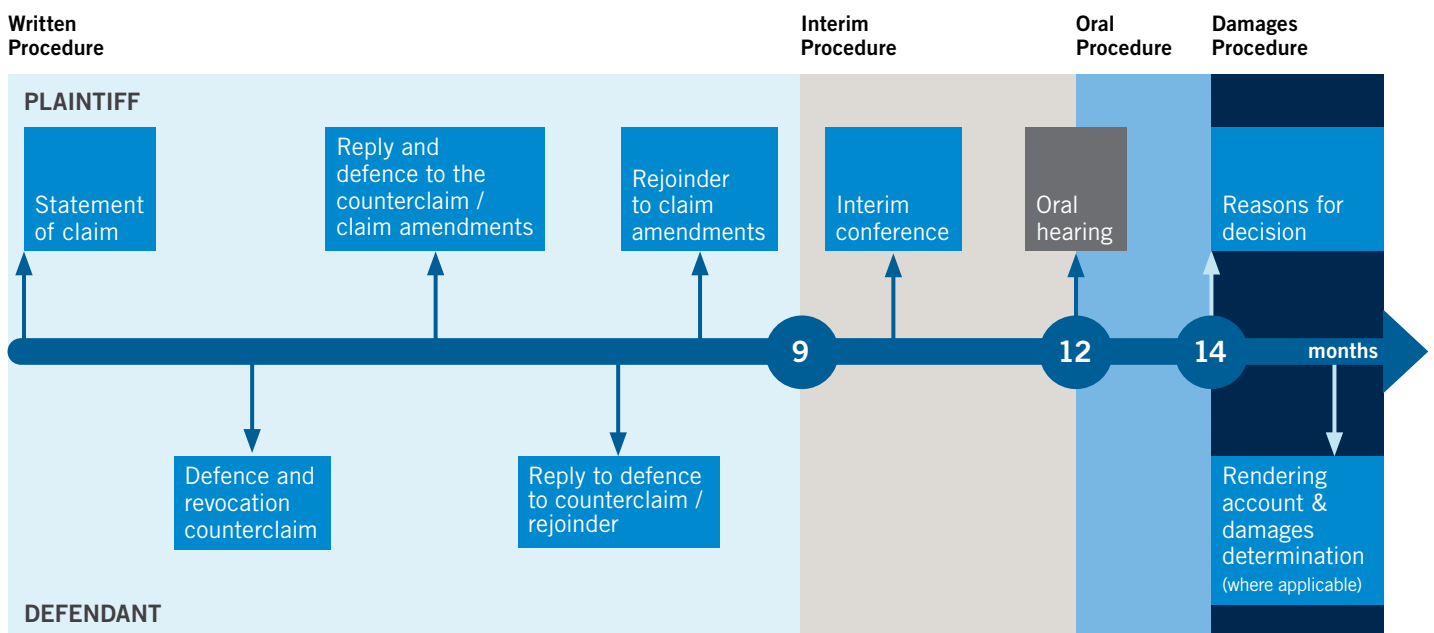 Written
Procedure
Interim
Procedure
Oral
Procedure
Damages
Procedure
PLAINTIFF
Statement
of claim
Reply and
defence to the
counterclaim /
claim amendments
Rejoinder
to claim
amendments
Interim
conference
Oral
hearing
Reasons for
decision
9
12
14
months
Defence and
revocation
counterclaim
Reply to defence
to counterclaim /
rejoinder
Rendering
account &
damages
determination
(where applicable)
DEFENDANT